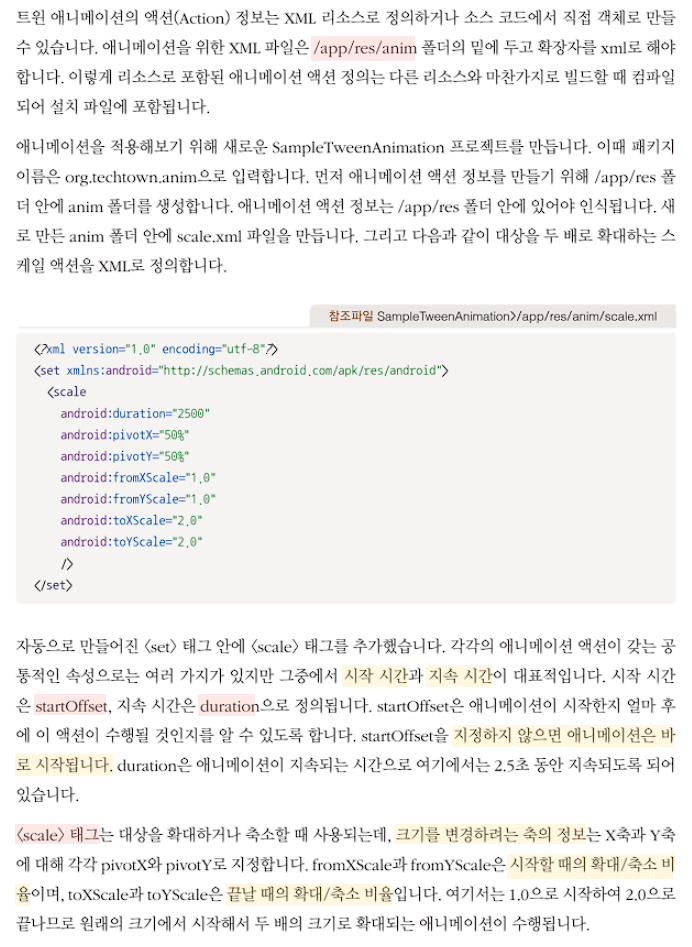 트윈 애니메이션의 액션(Action) 정보는 XML 리소스로 정의하거나 소스 코드에서 직접 객체로 만들
수 있습니다. 애니메이션을 위한 XML 파일은 /app/res/anim 폴더의 밑에 두고 확장자를 xml로 해야
합니다. 이렇게 리소스로 포함된 애니메이션 액션 정의는 다른 리소스와 마찬가지로 빌드할 때 컴파일
되어 설치 파일에 포함됩니다.
애니메이션을 적용해보기 위해 새로운 SampleTweenAnimation 프로젝트를 만듭니다. 이때 패키지
이름은 org.techtown.anim으로 입력합니다. 먼저 애니메이션 액션 정보를 만들기 위해 /app/res 폴
더 안에 anim 폴더를 생성합니다. 애니메이션 액션 정보는 /app/res 폴더 안에 있어야 인식됩니다. 새
로 만든 anim 폴더 안에 scale.xml 파일을 만듭니다. 그리고 다음과 같이 대상을 두 배로 확대하는 스
케일 액션을 XML로 정의합니다.
참조파일 SampleTweenAnimation>/app/res/anim/scale.xml
<?xml version="1.0" encoding="utf-8"?>
<set xmlns:android="http://schemas.android.com/apk/res/android">
<scale
android:duration="2500"
android:pivotX="50%"
android:pivotY="50%"
android:fromXScale="1.0"
android:fromYScale="1.0"
android:toXScale="2.0"
android:toYScale="2.0"
/>
</set>
자동으로 만들어진 〈set〉 태그 안에 〈scale〉 태그를 추가했습니다. 각각의 애니메이션 액션이 갖는 공
통적인 속성으로는 여러 가지가 있지만 그중에서 시작 시간과 지속 시간이 대표적입니다. 시작 시간
은 startOffset, 지속 시간은 duration으로 정의됩니다. startOffset은 애니메이션이 시작한지 얼마 후
에 이 액션이 수행될 것인지를 알 수 있도록 합니다. startOffset을 지정하지 않으면 애니메이션은 바
로 시작됩니다. duration은 애니메이션이 지속되는 시간으로 여기에서는 2.5초 동안 지속되도록 되어
있습니다.
〈scale〉 태그는 대상을 확대하거나 축소할 때 사용되는데, 크기를 변경하려는 축의 정보는 X축과 Y축
에 대해 각각 pivotX와 pivotY로 지정합니다. fromXScale과 fromYScale은 시작할 때의 확대/축소 비
율이며, toXScale과 toYScale은 끝날 때의 확대/축소 비율입니다. 여기서는 1.0으로 시작하여 2.0으로
끝나므로 원래의 크기에서 시작해서 두 배의 크기로 확대되는 애니메이션이 수행됩니다.